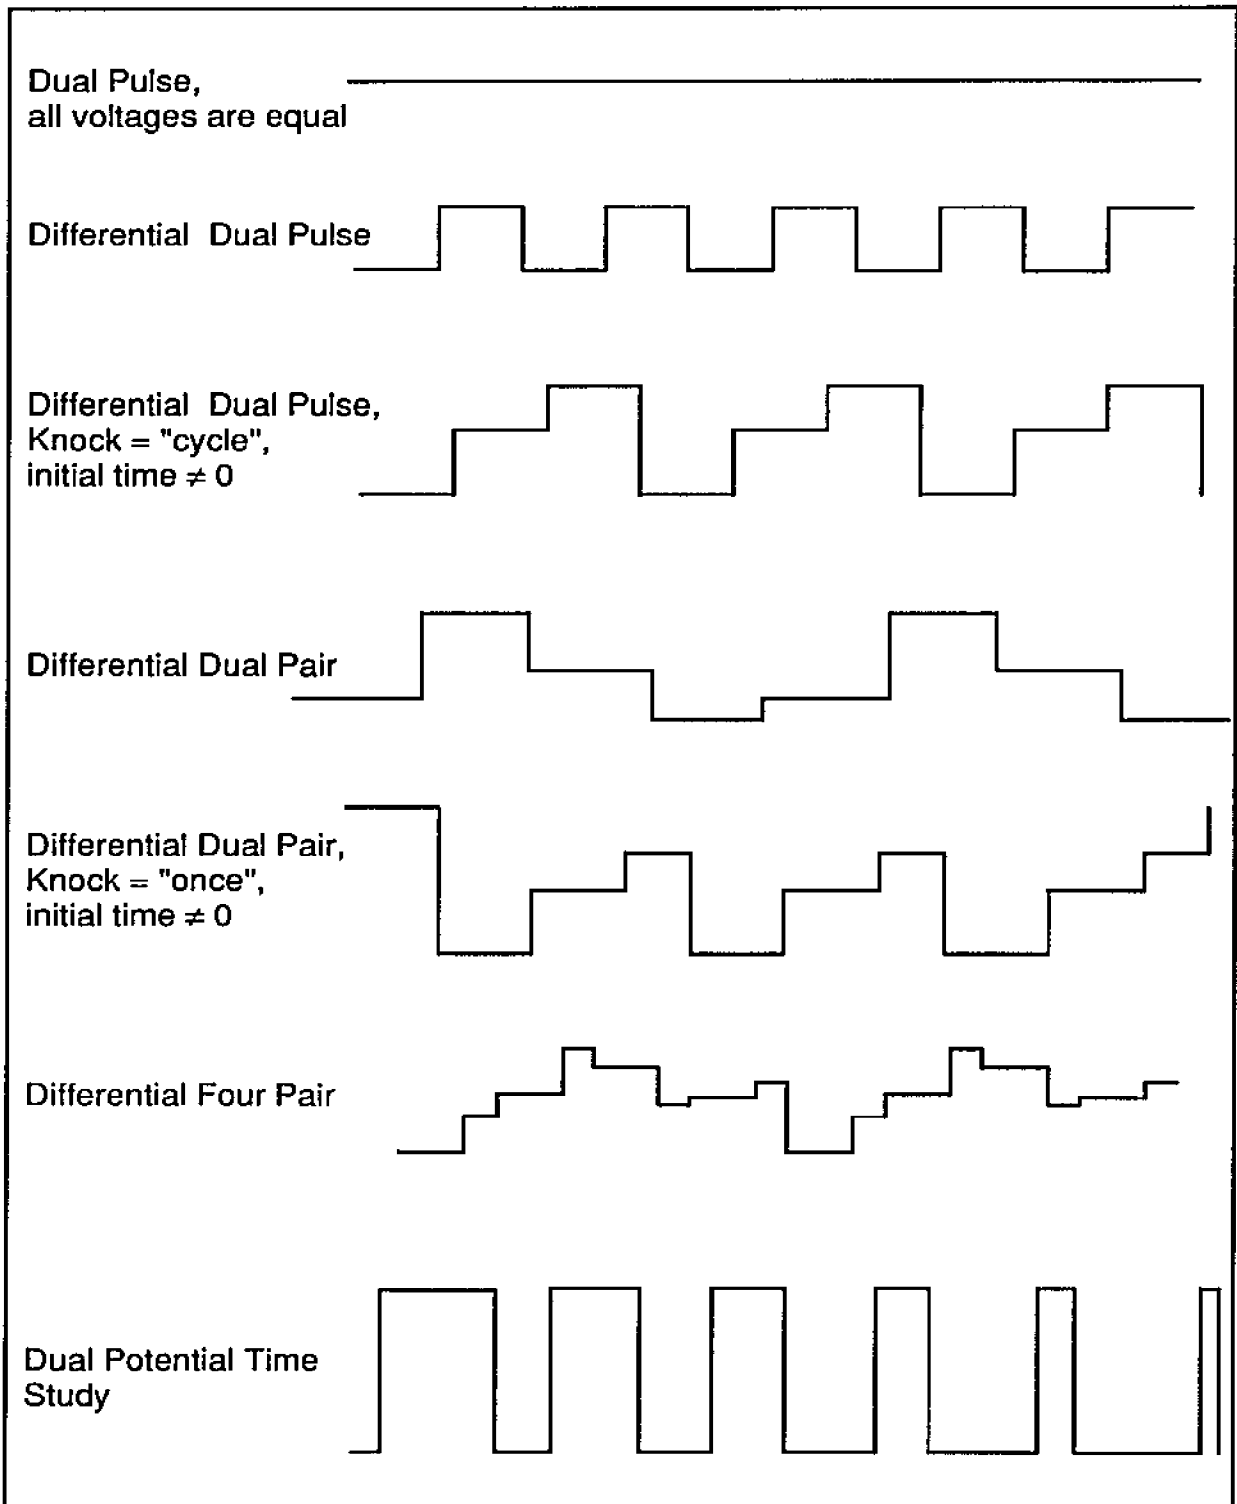 Dual Pulse,
all voltages are equal
Differential Dual Pulse
Differential Dual Pulse,
Knock = "cycle",
initial time ≠ 0
Differential Dual Pair
Differential Dual Pair,
Knock = "once",
initial time ≠ 0
Differential Four Pair
Dual Potential Time
Study